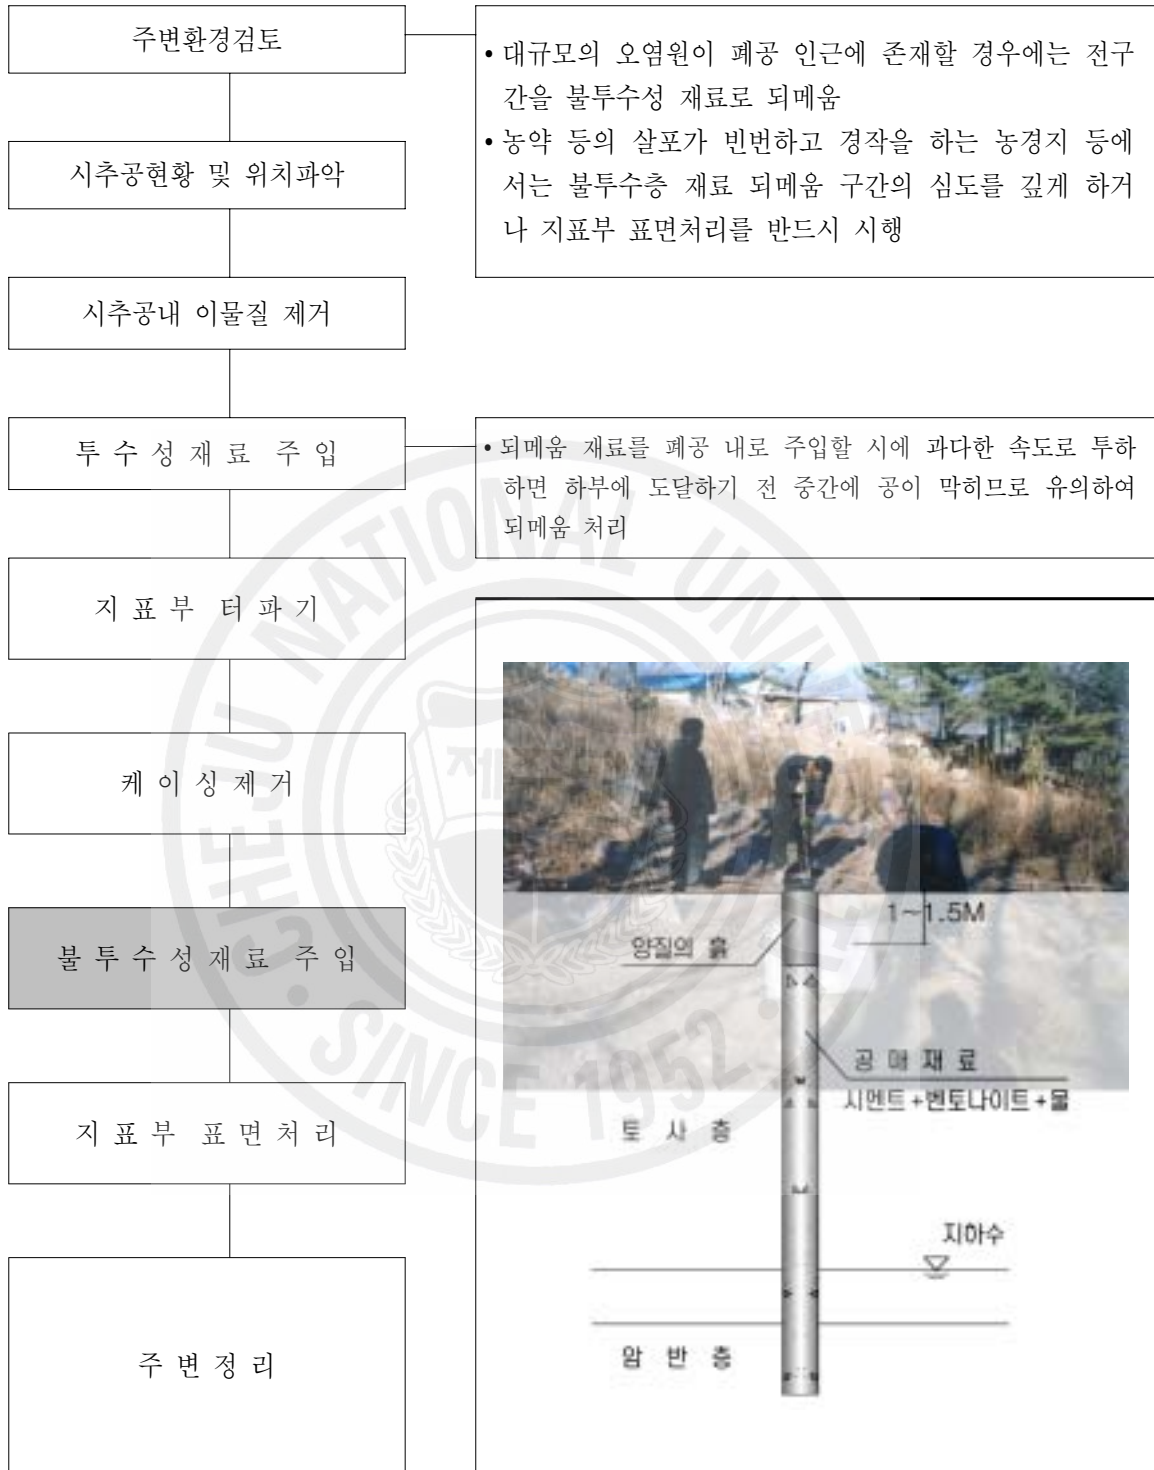 주변환경검토
• 대규모의 오염원이 폐공 인근에 존재할 경우에는 전구
간을 불투수성 재료로 되메움
• 농약 등의 살포가 빈번하고 경작을 하는 농경지 등에
서는 불투수층 재료 되메움 구간의 심도를 깊게 하거
나 지표부 표면처리를 반드시 시행
시추공현황 및 위치파악
시추공내 이물질 제거
투 수 성 재 료 주 입
• 되메움 재료를 폐공 내로 주입할 시에 과다한 속도로 투하
하면 하부에 도달하기 전 중간에 공이 막히므로 유의하여
되메움 처리
지 표 부 터 파 기
케 이 싱 제 거
불 투 수 성 재 료 주 입
지 표 부 표 면 처 리
주 변 정 리
1~1.5M
양질의 흙
공 매 재 료
시멘트+벤토나이트+물
토 사 층
지하수
암 반 층
CHEJU NATIONAL UNIVERSITY
• SINCE 1952 •